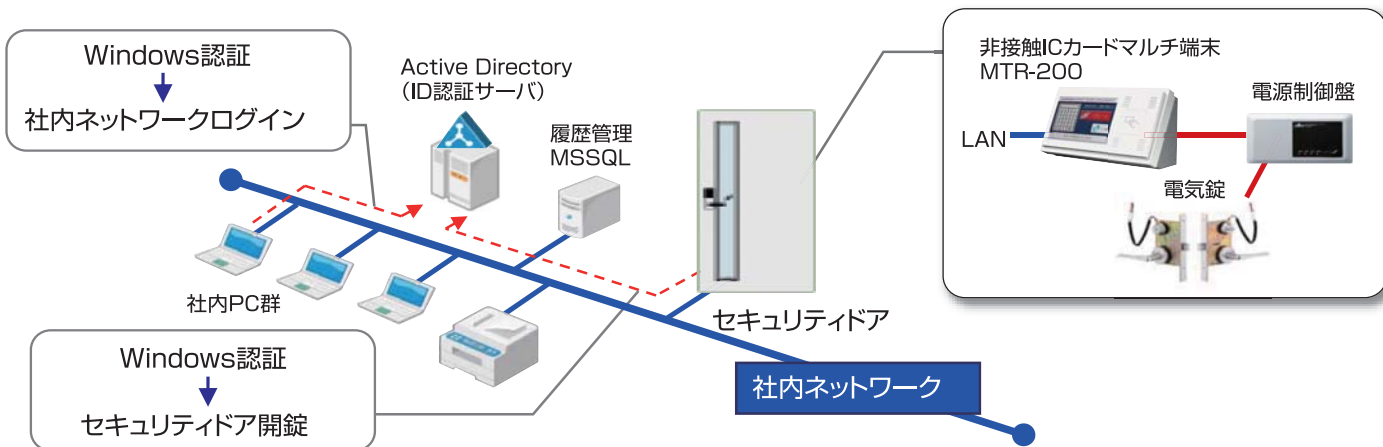 Windows認証
社内ネットワークログイン
Active Directory
（ID認証サーバ）
履歴管理
MSSQL
非接触ICカードマルチ端末
MTR-200
電源制御盤
LAN
電気錠
社内PC群
セキュリティドア
Windows認証
セキュリティドア開錠
社内ネットワーク